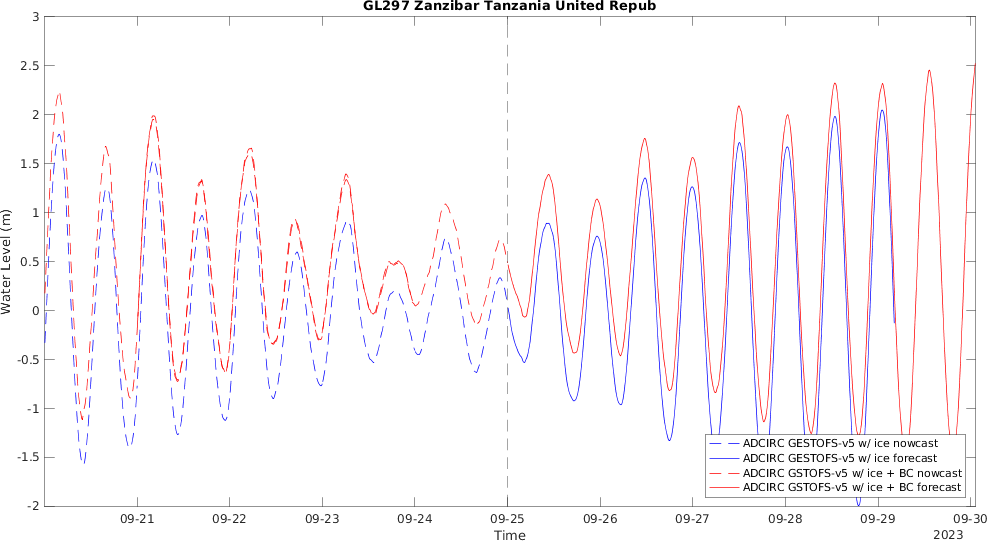 GL297 Zanzibar Tanzania United Repub
3
2.5
2
1.5
1
0.5
0
-0.5
-1
-1.5
-2
Water Level (m)
ADCIRC GESTOFS-v5 w/ ice nowcast
ADCIRC GESTOFS-v5 w/ ice forecast
ADCIRC GSTOFS-v5 w/ ice + BC nowcast
ADCIRC GSTOFS-v5 w/ ice + BC forecast
09-21 09-22 09-23 09-24 09-25 09-26 09-27 09-28 09-29 09-30
Time
2023